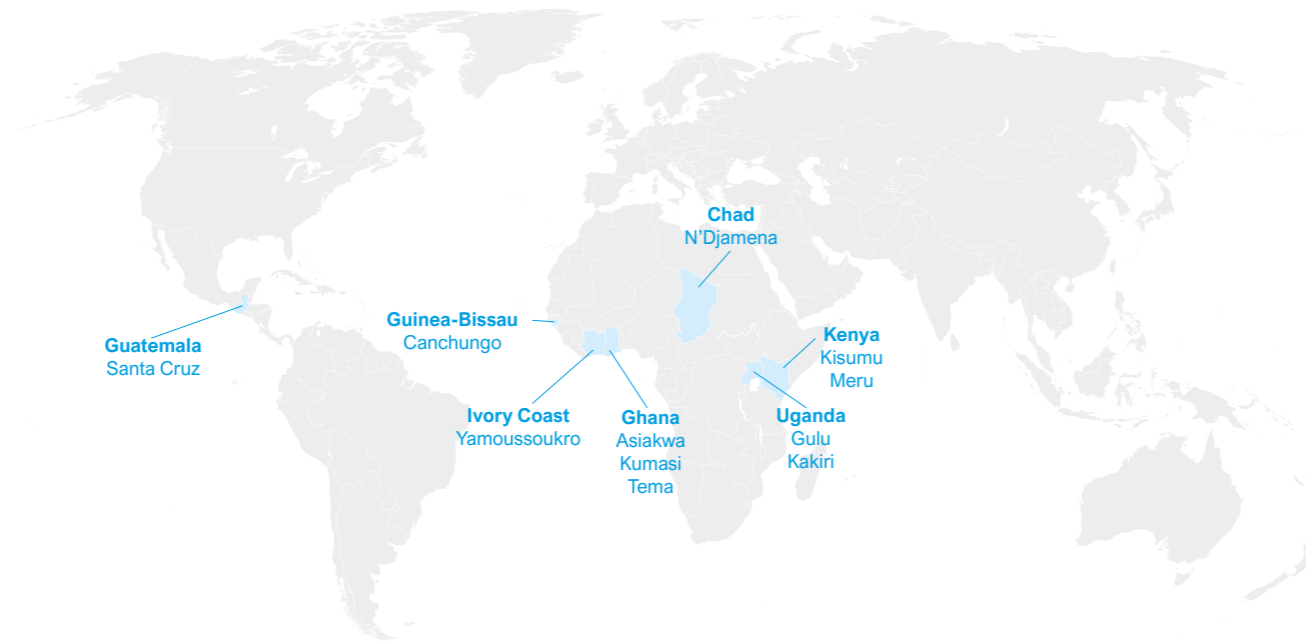 Chad
N’Djamena
Guinea-Bissau
Canchungo
Kenya
Kisumu
Meru
Guatemala
Santa Cruz
Ivory Coast
Yamoussoukro
Ghana
Asiakwa
Kumasi
Tema
Uganda
Gulu
Kakiri